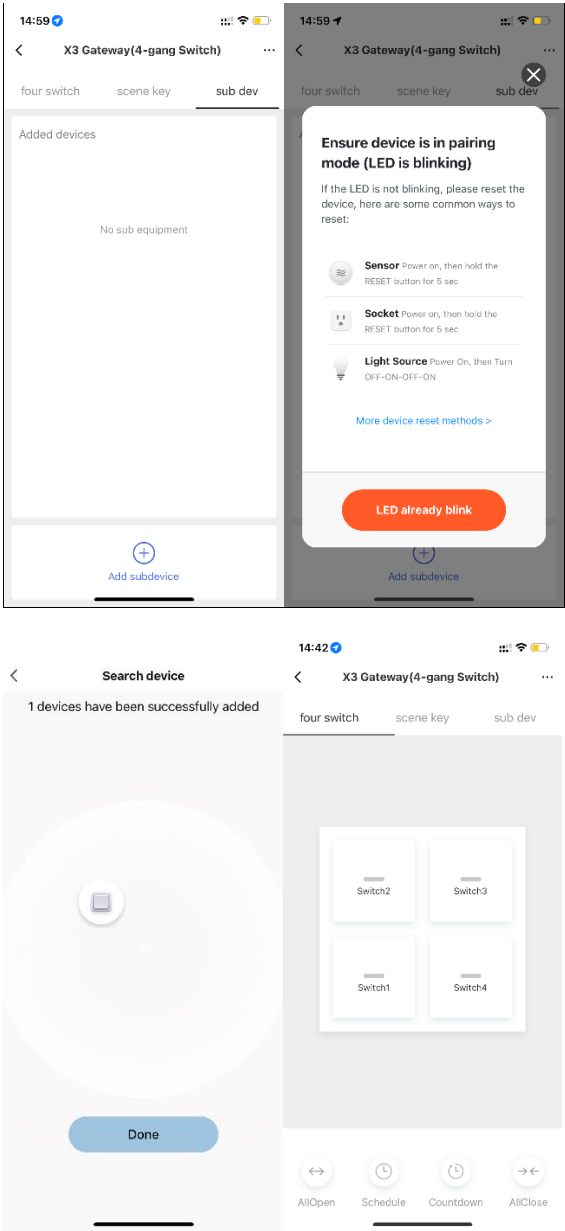 14:59
X3 Gateway(4-gang Switch)
four switch
scene key
sub dev
Added devices
No sub equipment
Add subdevice
14:59
X3 Gateway(4-gang Switch)
four switch
scene key
sub dev
Ensure device is in pairing
mode (LED is blinking)
If the LED is not blinking, please reset the
device, here are some common ways to
reset:
Sensor Power on, then hold the
RESET button for 5 sec
Socket Power on, then hold the
RESET button for 5 sec
Light Source Power On, then Turn
OFF-ON-OFF-ON
More device reset methods >
LED already blink
Add subdevice
Search device
1 devices have been successfully added
Done
14:42
X3 Gateway(4-gang Switch)
four switch
scene key
sub dev
Switch2
Switch3
Switch1
Switch4
AllOpen
Schedule
Countdown
AllClose